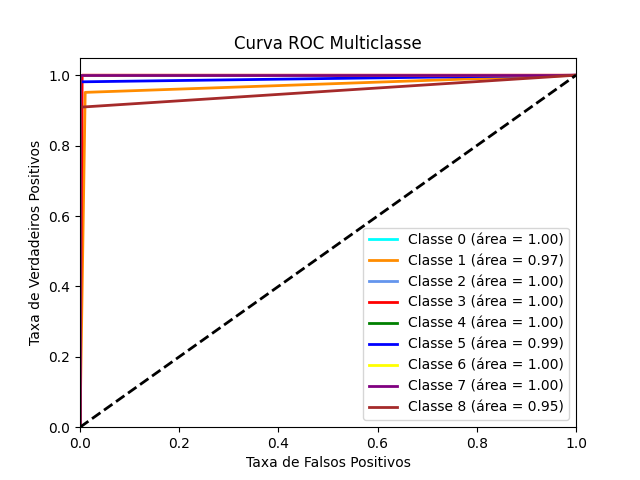 Curva ROC Multiclasse
Taxa de Verdadeiros Positivos
1.0
0.8
0.6
0.4
0.2
0.0
Classe 0 (área = 1.00)
Classe 1 (área = 0.97)
Classe 2 (área = 1.00)
Classe 3 (área = 1.00)
Classe 4 (área = 1.00)
Classe 5 (área = 0.99)
Classe 6 (área = 1.00)
Classe 7 (área = 1.00)
Classe 8 (área = 0.95)
0.0 0.2 0.4 0.6 0.8 1.0
Taxa de Falsos Positivos